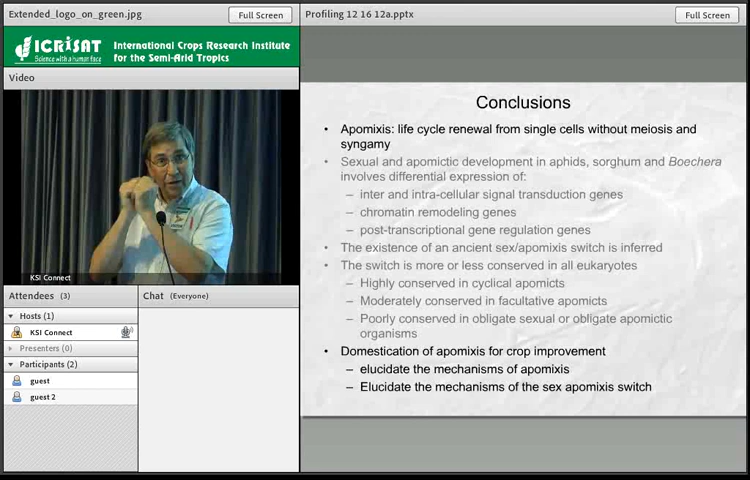 Extended_logo_on_green.jpg
Full Screen
Profiling 12 16 12a.pptx
Full Screen
ICRISAT
Science with a human face
International Crops Research Institute
for the Semi-Arid Tropics
Video
KSI Connect
Attendees (3)
Hosts (1)
KSI Connect
Presenters (0)
Participants (2)
guest
guest 2
Chat (Everyone)
Conclusions
• Apomixis: life cycle renewal from single cells without meiosis and
syngamy
• Sexual and apomictic development in aphids, sorghum and Boechera
involves differential expression of:
– inter and intra-cellular signal transduction genes
– chromatin remodeling genes
– post-transcriptional gene regulation genes
• The existence of an ancient sex/apomixis switch is inferred
• The switch is more or less conserved in all eukaryotes
– Highly conserved in cyclical apomicts
– Moderately conserved in facultative apomicts
– Poorly conserved in obligate sexual or obligate apomictic
organisms
• Domestication of apomixis for crop improvement
– elucidate the mechanisms of apomixis
– Elucidate the mechanisms of the sex apomixis switch